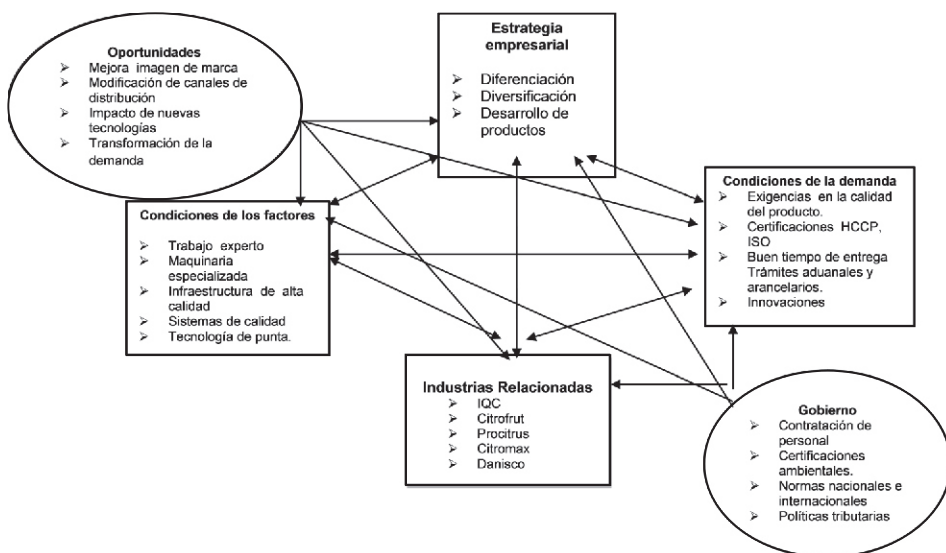 Oportunidades
➢ Mejora imagen de marca
➢ Modificación de canales de
distribución
➢ Impacto de nuevas
tecnologías
➢ Transformación de la
demanda
Estrategia
empresarial
➢ Diferenciación
➢ Diversificación
➢ Desarrollo de
productos
Condiciones de los factores
➢ Trabajo experto
➢ Maquinaria
especializada
➢ Infraestructura de alta
calidad
➢ Sistemas de calidad
➢ Tecnología de punta.
Condiciones de la demanda
➢ Exigencias en la calidad
del producto.
➢ Certificaciones HCCP,
ISO
➢ Buen tiempo de entrega
Trámites aduanales y
arancelarios.
➢ Innovaciones
Industrias Relacionadas
➢ IQC
➢ Citrofrut
➢ Procitrus
➢ Citromax
➢ Danisco
Gobierno
➢ Contratación de
personal
➢ Certificaciones
ambientales.
➢ Normas nacionales e
internacionales
➢ Políticas tributarias